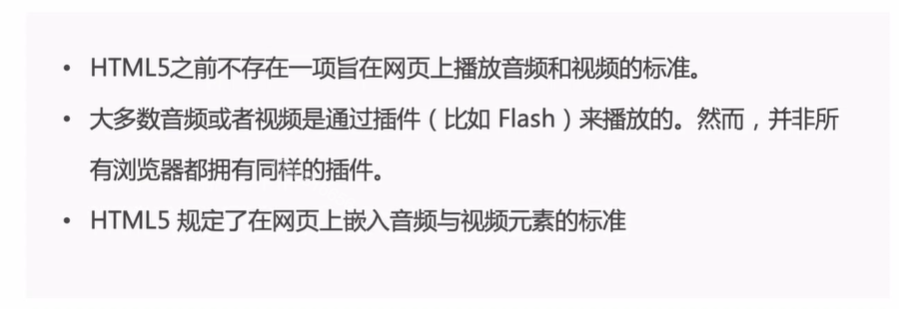 • HTML5之前不存在一项旨在网页上播放音频和视频的标准。
• 大多数音频或者视频是通过插件（比如 Flash）来播放的。然而，并非所
有浏览器都拥有同样的插件。
• HTML5 规定了在网页上嵌入音频与视频元素的标准